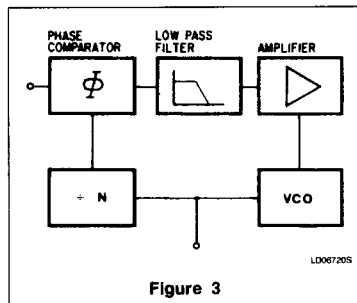 PHASE
COMPARATOR
LOW PASS
FILTER
AMPLIFIER
ϕ
÷ N
VCO
LD06720S
Figure 3